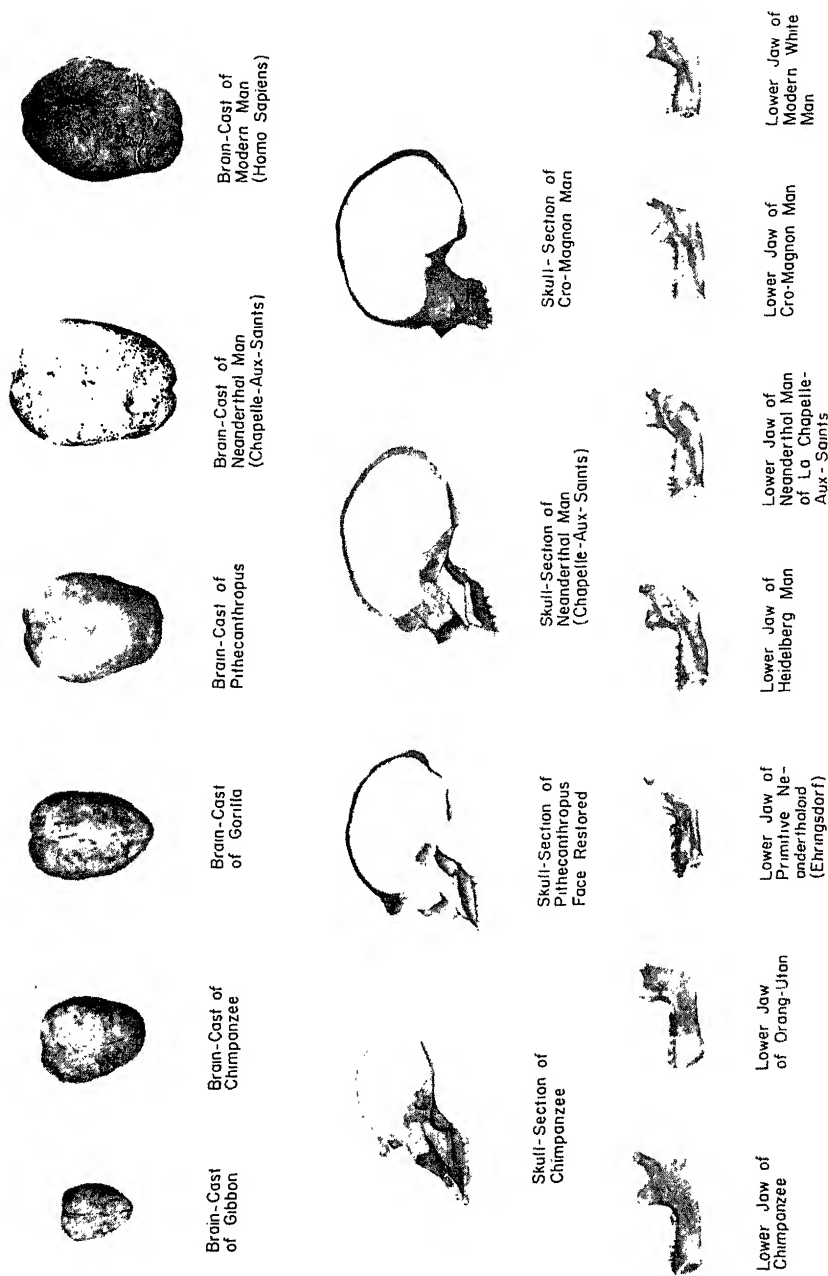 Brain-Cast of
Gibbon
Brain-Cast of
Chimpanzee
Brain-Cast
of Gorilla
Brain-Cast of
Pithecanthropus
Brain-Cast of
Neanderthal Man
(Chapelle-Aux-Saints)
Brain-Cast of
Modern Man
(Homo Sapiens)
Skull-Section of
Chimpanzee
Skull-Section of
Pithecanthropus
Face Restored
Skull-Section of
Neanderthal Man
(Chapelle-Aux-Saints)
Skull-Section of
Cro-Magnon Man
Lower Jaw of
Chimpanzee
Lower Jaw
of Orang-Utan
Lower Jaw of
Primitive Ne-
anderthaloid
(Ehringsdorf)
Lower Jaw of
Heidelberg Man
Lower Jaw of
Neanderthal Man
of La Chapelle-
Aux-Saints
Lower Jaw of
Cro-Magnon Man
Lower Jaw of
Modern White
Man